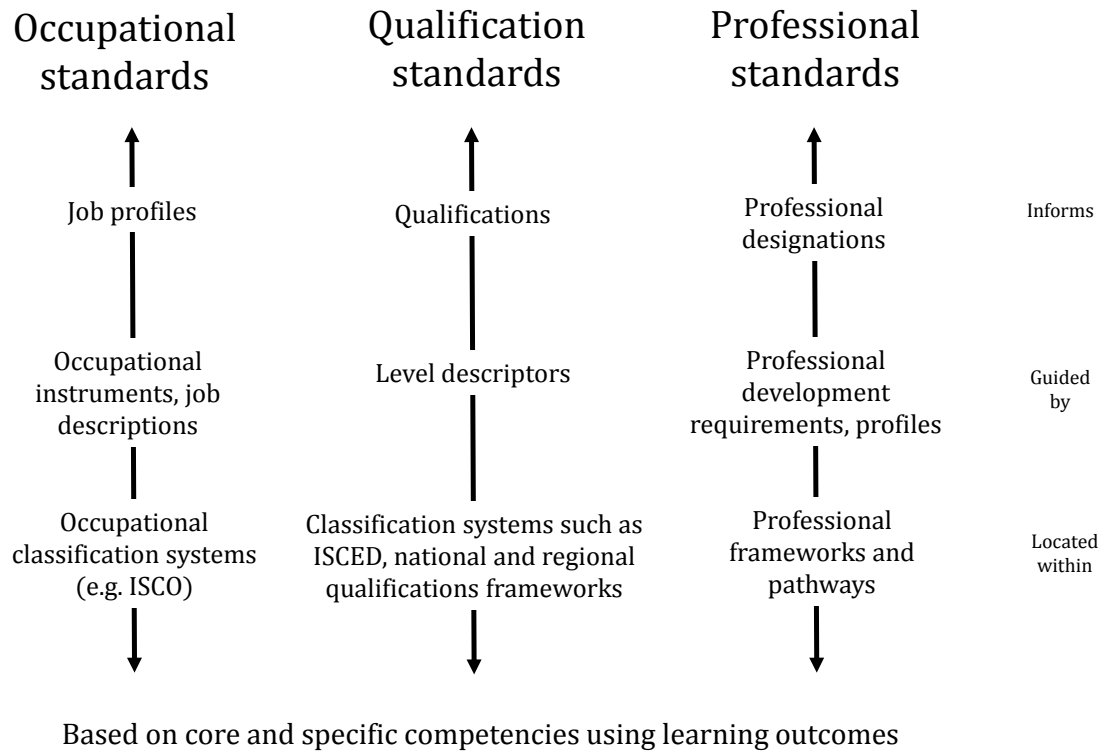 Occupational
standards
Qualification
standards
Professional
standards
Job profiles
Qualifications
Professional
designations
Informs
Occupational
instruments, job
descriptions
Level descriptors
Professional
development
requirements, profiles
Guided
by
Occupational
classification systems
(e.g. ISCO)
Classification systems such as
ISCED, national and regional
qualifications frameworks
Professional
frameworks and
pathways
Located
within
Based on core and specific competencies using learning outcomes